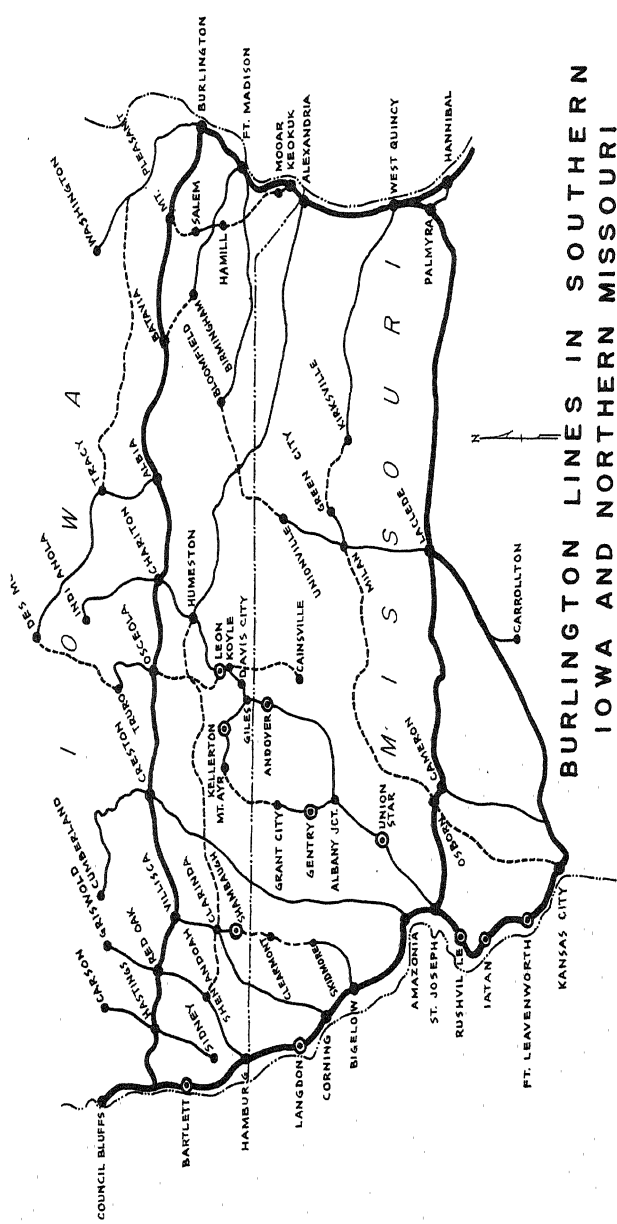 BURLINGTON LINES IN SOUTHERN
IOWA AND NORTHERN MISSOURI
I O W A
M I S S O U R I
N
COUNCIL BLUFFS
BARTLETT
HAMBURG
LANGDON
CORNING
BIGELOW
AMAZONIA
ST. JOSEPH
RUSHVILLE
IATAN
FT. LEAVENWORTH
KANSAS CITY
CARSON
GRISWOLD
CUMBERLAND
HASTINGS
RED OAK
VILLISCA
CRESTON
SIDNEY
SHENANDOAH
CLARINDA
SHAMBAUGH
CLEARMONT
SKIDMORE
GRANT CITY
GENTRY
ALBANY JCT.
UNION
STAR
OSBORN
CAMERON
KELLERTON
MT. AYR
GILES
ANDOVER
LEON
KOYLE
DAVIS CITY
CAINSVILLE
HUMESTON
DES M
INDIANOLA
TRURO
OSCEOLA
CHARITON
ALBIA
TRACY
UNIONVILLE
MILAN
GREEN CITY
KIRKSVILLE
LACLEDE
CARROLLTON
BLOOMFIELD
BIRMINGHAM
BATAVIA
WASHINGTON
MT. PLEASANT
SALEM
HAMILL
BURLINGTON
FT. MADISON
MOOAR
KEOKUK
ALEXANDRIA
WEST QUINCY
PALMYRA
HANNIBAL